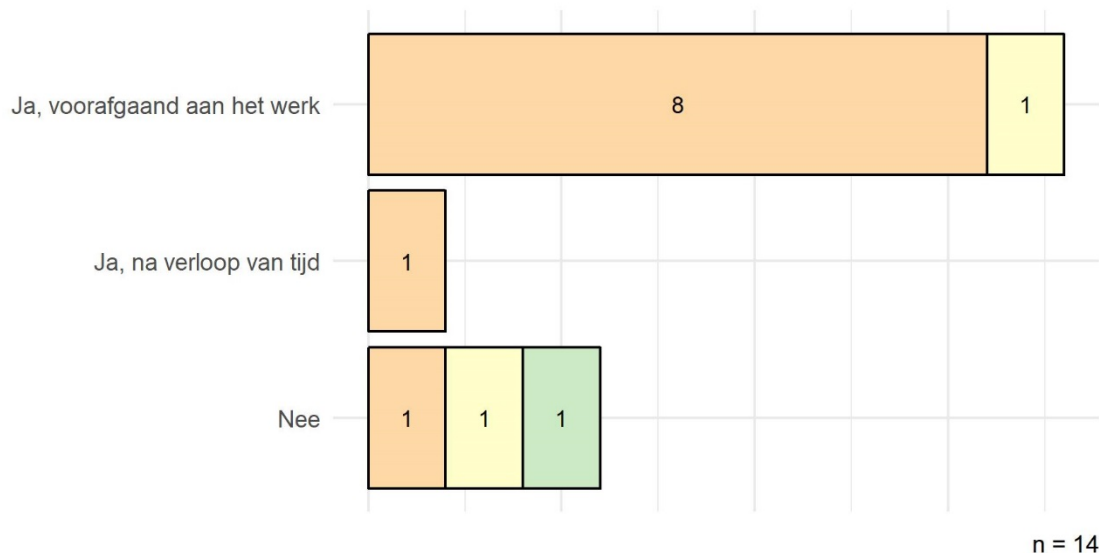 Ja, voorafgaand aan het werk
8
1
Ja, na verloop van tijd
1
Nee
1
1
1
n = 14